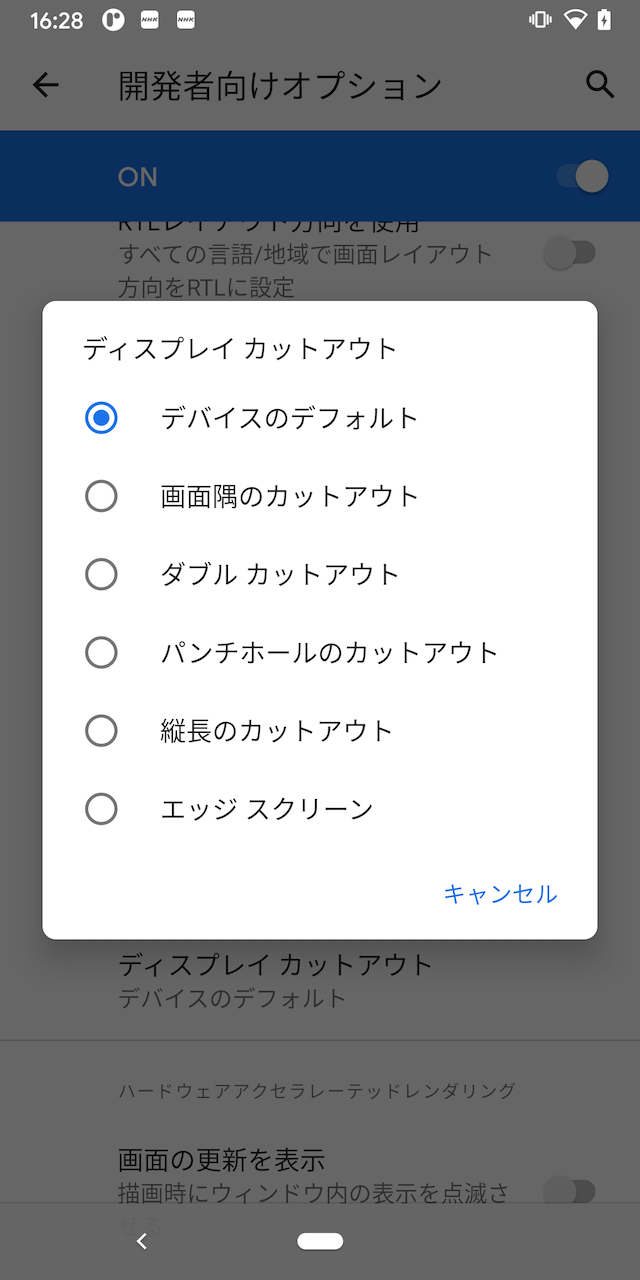 16:28 NHK NHK
開発者向けオプション
ON
RTLレイアウト方向を使用
すべての言語/地域で画面レイアウト
方向をRTLに設定
ディスプレイ カットアウト
デバイスのデフォルト
画面隅のカットアウト
ダブル カットアウト
パンチホールのカットアウト
縦長のカットアウト
エッジ スクリーン
キャンセル
ディスプレイ カットアウト
デバイスのデフォルト
ハードウェアアクセラレーテッドレンダリング
画面の更新を表示
描画時にウィンドウ内の表示を点滅さ
せる